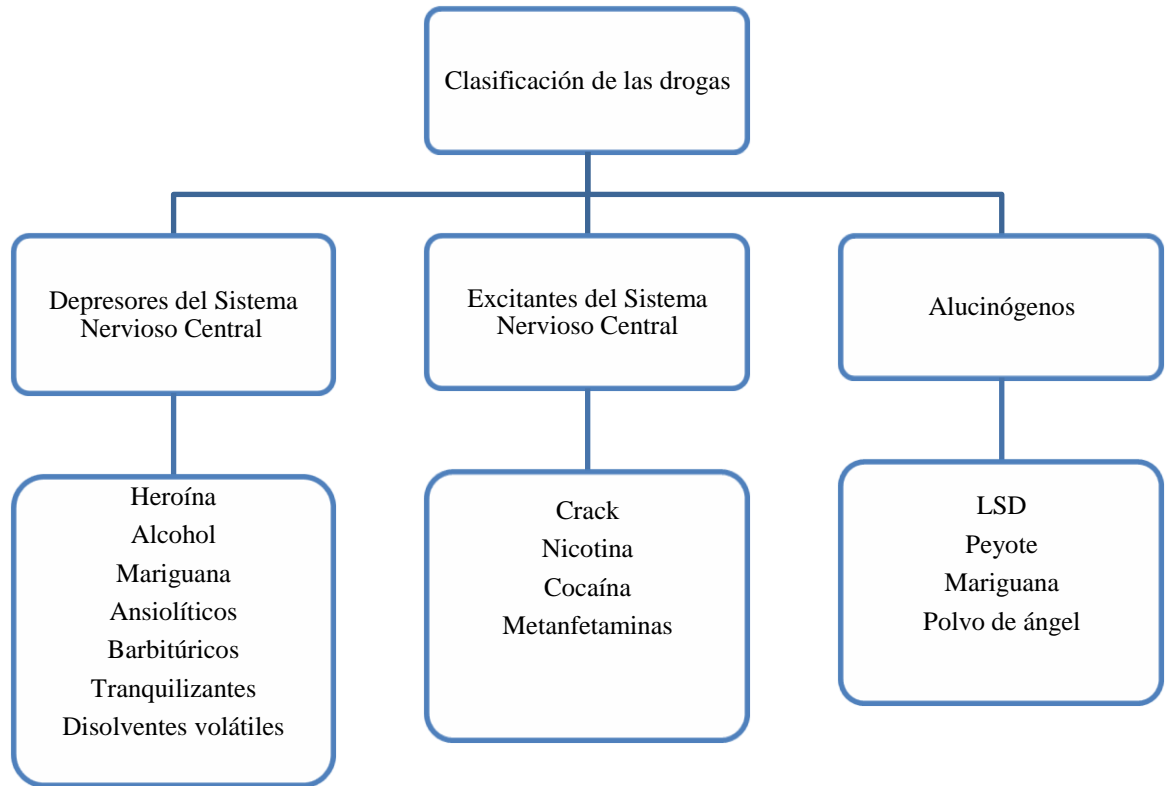 Clasificación de las drogas
Depresores del Sistema
Nervioso Central
Excitantes del Sistema
Nervioso Central
Alucinógenos
Heroína
Alcohol
Mariguana
Ansiolíticos
Barbitúricos
Tranquilizantes
Disolventes volátiles
Crack
Nicotina
Cocaína
Metanfetaminas
LSD
Peyote
Mariguana
Polvo de ángel